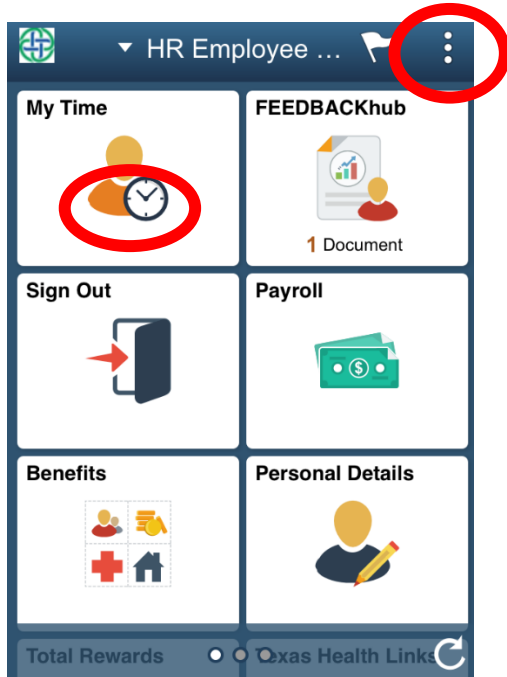 HR Employee ...
My Time
FEEDBACKhub
1 Document
Sign Out
Payroll
$
Benefits
Personal Details
Total Rewards
Texas Health Links